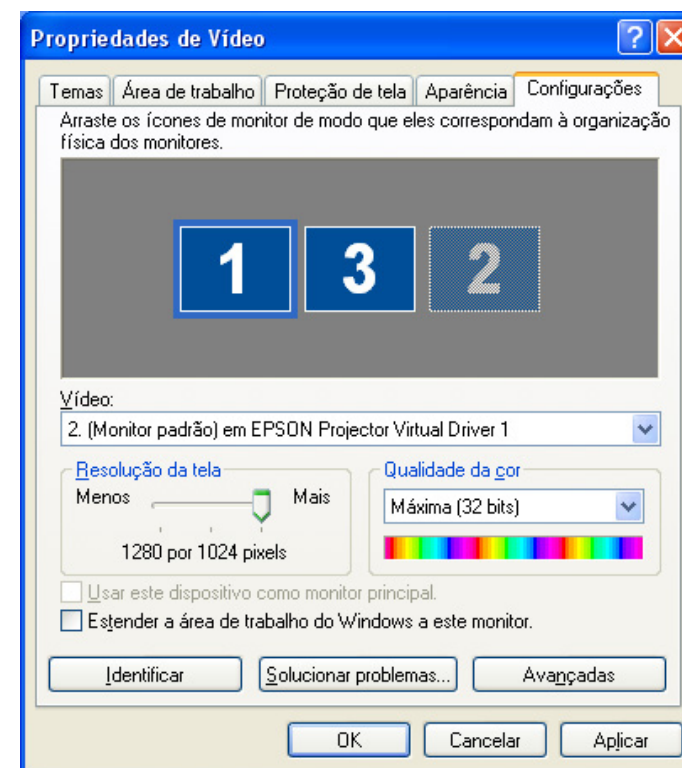 Propriedades de Vídeo
Temas Área de trabalho Proteção de tela Aparência Configurações
Arraste os ícones de monitor de modo que eles correspondam à organização
física dos monitores.
1 3 2
Vídeo:
2. (Monitor padrão) em EPSON Projector Virtual Driver 1
Resolução da tela Qualidade da cor
Menos Mais Máxima (32 bits)
1280 por 1024 pixels
Usar este dispositivo como monitor principal.
Estender a área de trabalho do Windows a este monitor.
Identificar Solucionar problemas... Avançadas
OK Cancelar Aplicar